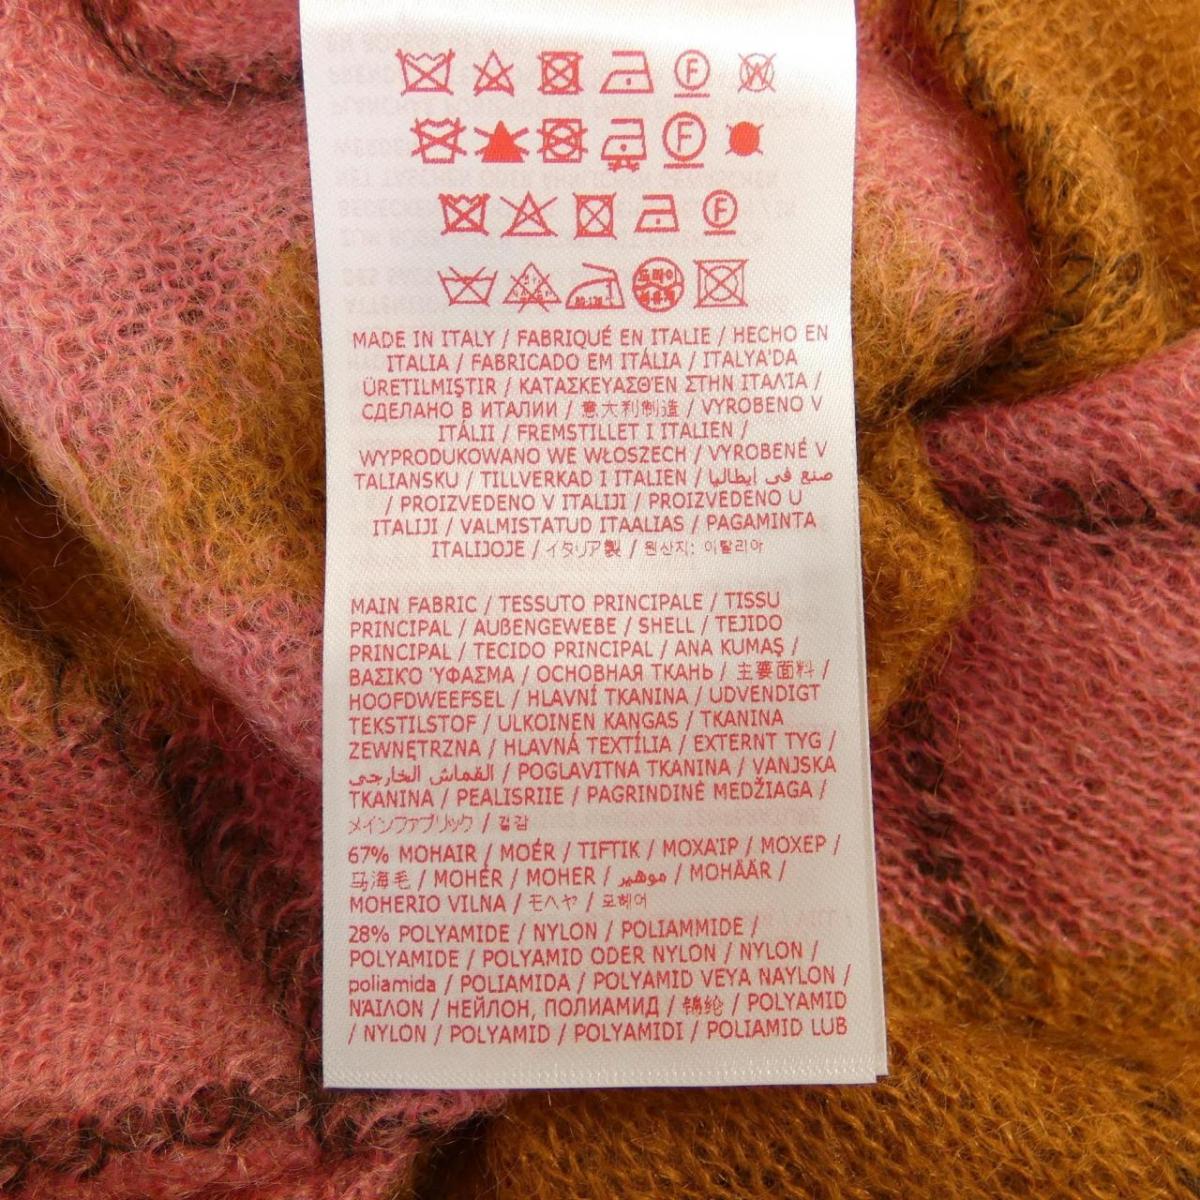 MADE IN ITALY / FABRIQUÉ EN ITALIE / HECHO EN
ITALIA / FABRICADO EM ITÁLIA / ITALYA'DA
ÜRETILMIŞTIR / ΚΑΤΑΣΚΕΥΑΣΘΈΝ ΣΤΗΝ ΙΤΑΛΊΑ /
СДЕЛАНО В ИТАЛИИ / 意大利制造 / VYROBENO V
ITÁLII / FREMSTILLET I ITALIEN /
WYPRODUKOWANO WE WŁOSZECH / VYROBENÉ V
TALIANSKU / TILLVERKAD I ITALIEN / صنع في إيطاليا
/ PROIZVEDENO V ITALIJI / PROIZVEDENO U
ITALIJI / VALMISTATUD ITAALIAS / PAGAMINTA
ITALIJOJE / イタリア製 / 원산지: 이탈리아
MAIN FABRIC / TESSUTO PRINCIPALE / TISSU
PRINCIPAL / AUßENGEWEBE / SHELL / TEJIDO
PRINCIPAL / TECIDO PRINCIPAL / ANA KUMAŞ /
ΒΑΣΙΚΌ ΎΦΑΣΜΑ / ОСНОВНАЯ ТКАНЬ / 主要面料 /
HOOFDWEEFSEL / HLAVNÍ TKANINA / UDVENDIGT
TEKSTILSTOF / ULKOINEN KANGAS / TKANINA
ZEWNĘTRZNA / HLAVNÁ TEXTÍLIA / EXTERNT TYG /
القماش الخارجي / POGLAVITNA TKANINA / VANJSKA
TKANINA / PEALISRIIE / PAGRINDINĖ MEDŽIAGA /
メインファブリック / 겉감
67% MOHAIR / MOÉR / TIFTIK / ΜΟΧΑΊΡ / МОХЕР /
马海毛 / MOHÉR / MOHER / موهير / MOHÄÄR /
MOHERIO VILNA / モヘヤ / 모헤어
28% POLYAMIDE / NYLON / POLIAMMIDE /
POLYAMIDE / POLYAMID ODER NYLON / NYLON /
poliamida / POLIAMIDA / POLYAMID VEYA NAYLON /
ΝΆΙΛΟΝ / НЕЙЛОН, ПОЛИАМИД / 锦纶 / POLYAMID
/ NYLON / POLYAMID / POLYAMIDI / POLIAMID LUB